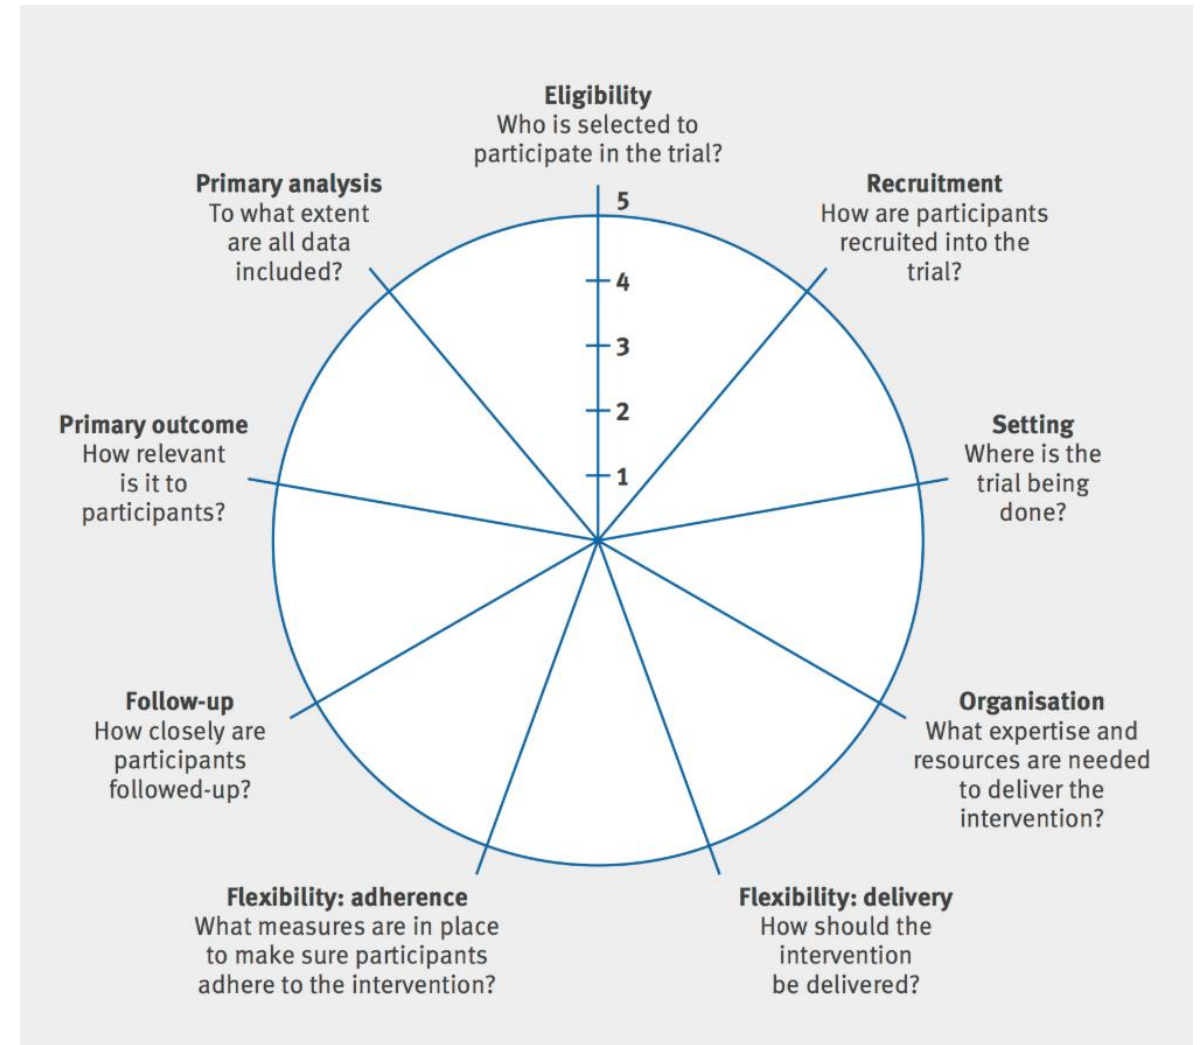 Eligibility
Who is selected to
participate in the trial?
5
4
3
2
1
Recruitment
How are participants
recruited into the
trial?
Setting
Where is the
trial being
done?
Organisation
What expertise and
resources are needed
to deliver the
intervention?
Flexibility: delivery
How should the
intervention
be delivered?
Flexibility: adherence
What measures are in place
to make sure participants
adhere to the intervention?
Follow-up
How closely are
participants
followed-up?
Primary outcome
How relevant
is it to
participants?
Primary analysis
To what extent
are all data
included?